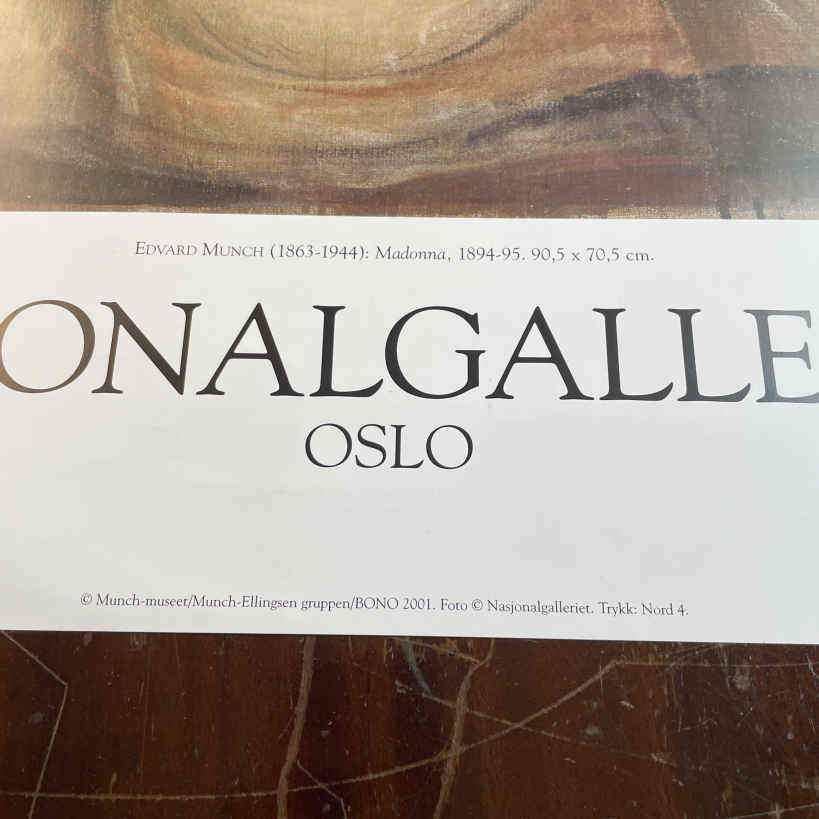 EDVARD MUNCH (1863-1944): Madonna, 1894-95. 90,5 x 70,5 cm.
ONALGALLE
OSLO
© Munch-museet/Munch-Ellingsen gruppen/BONO 2001. Foto © Nasjonalgalleriet. Trykk: Nord 4.